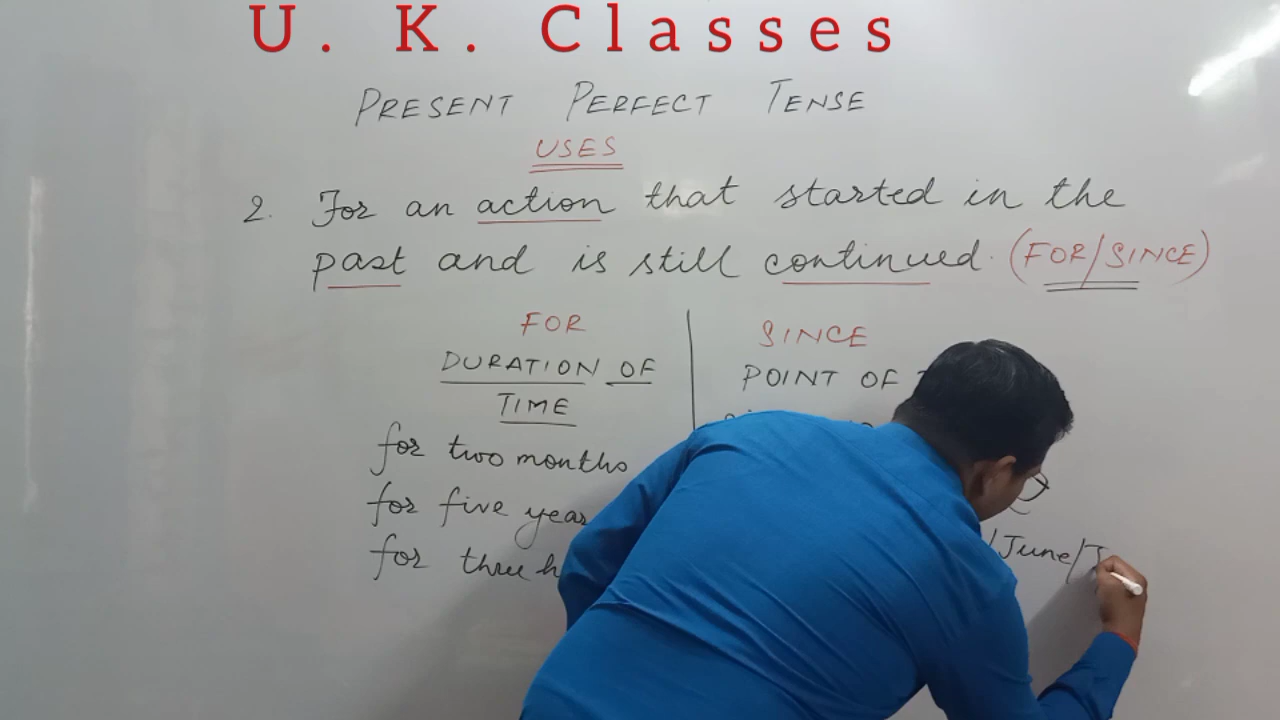 U. K. Classes
PRESENT PERFECT TENSE
USES
2. For an action that started in the
past and is still continued. (FOR/SINCE)
FOR
DURATION OF
TIME
for two months
for five year
for three h
SINCE
POINT OF
/June/J